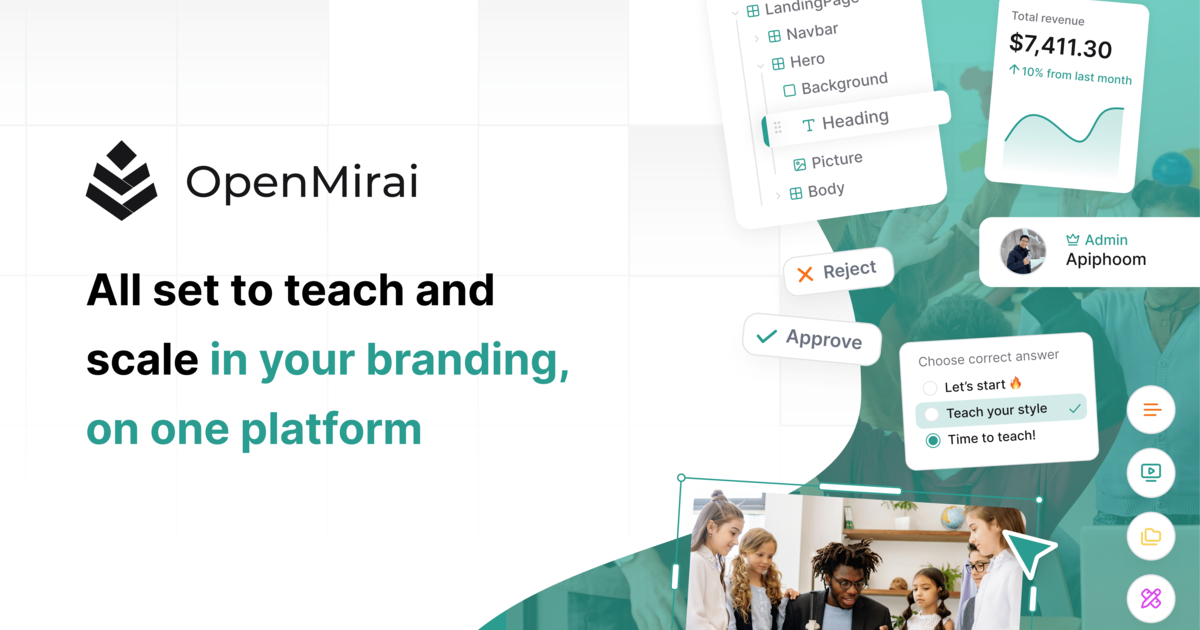 OpenMirai
All set to teach and
scale in your branding,
on one platform
LandingPage
Navbar
Hero
Background
Heading
Picture
Body
Total revenue
$7,411.30
10% from last month
Admin
Apiphoom
Reject
Approve
Choose correct answer
Let's start 🔥
Teach your style
Time to teach!